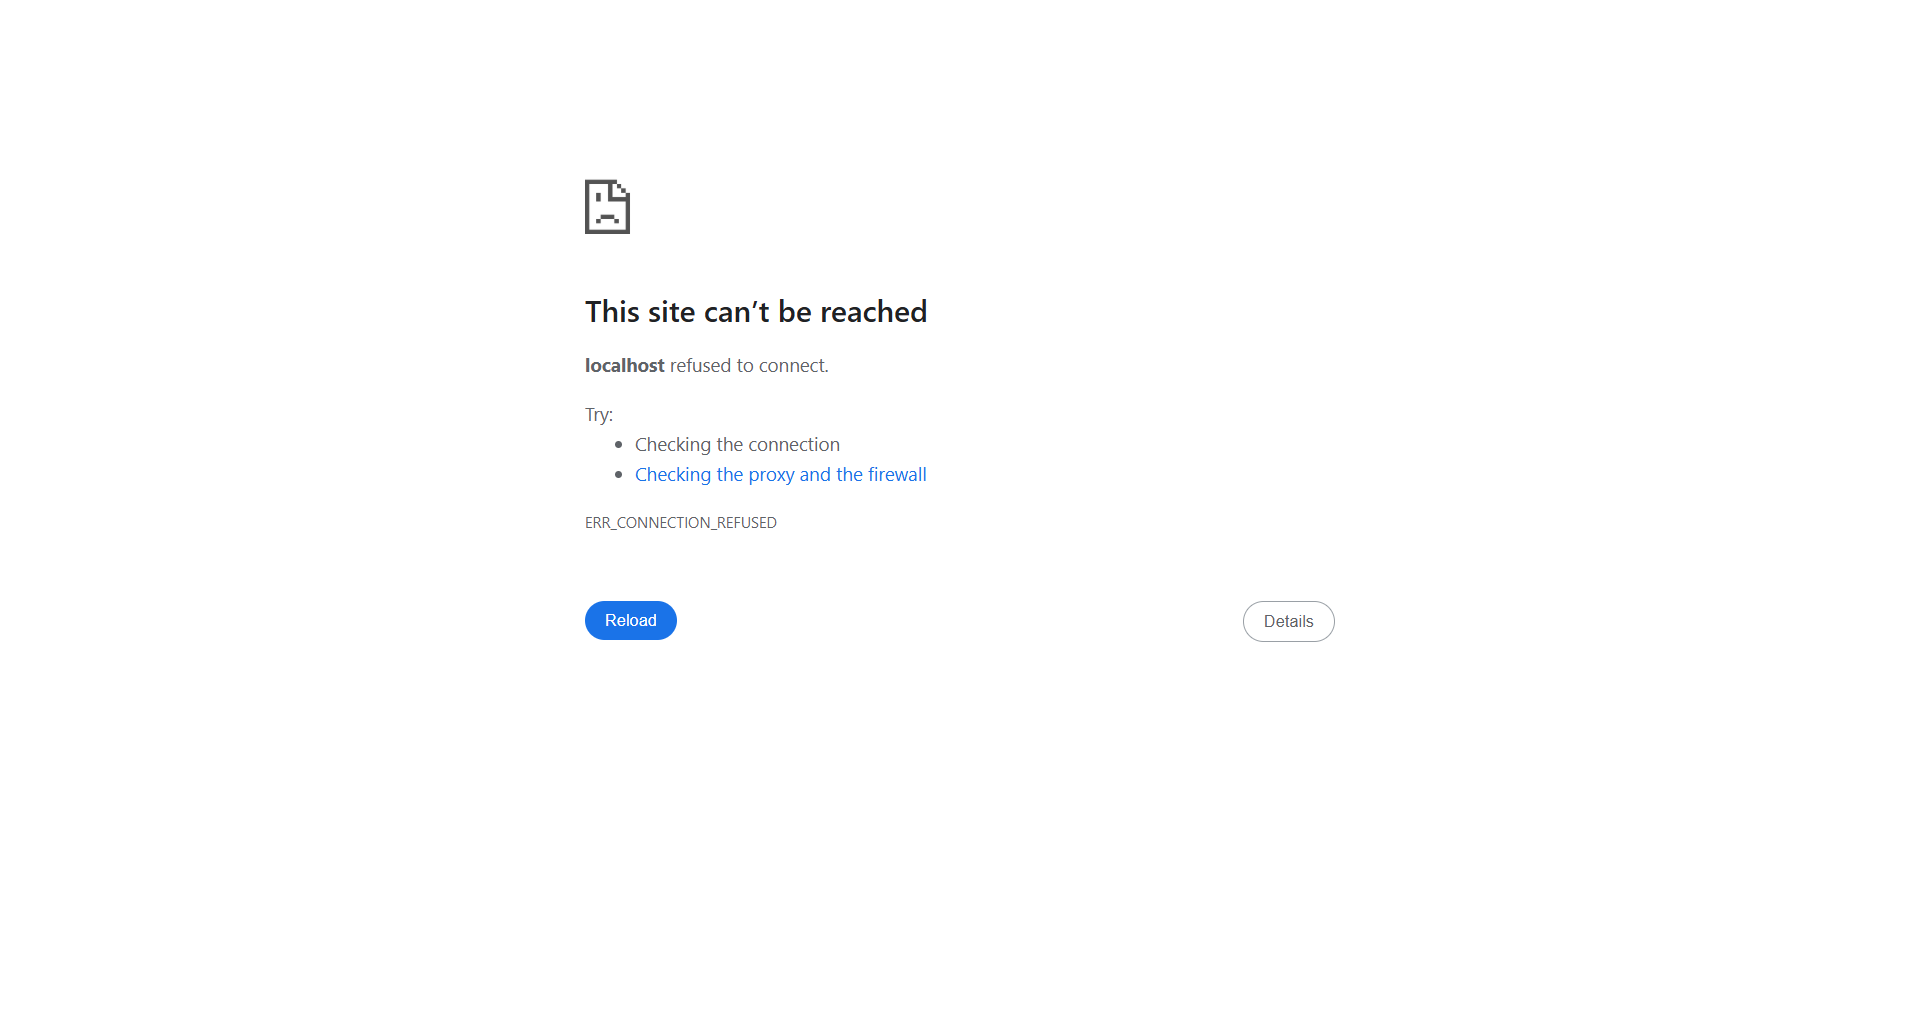 This site can’t be reached
localhost refused to connect.
Try:
Checking the connection
Checking the proxy and the firewall
ERR_CONNECTION_REFUSED
Reload
Details